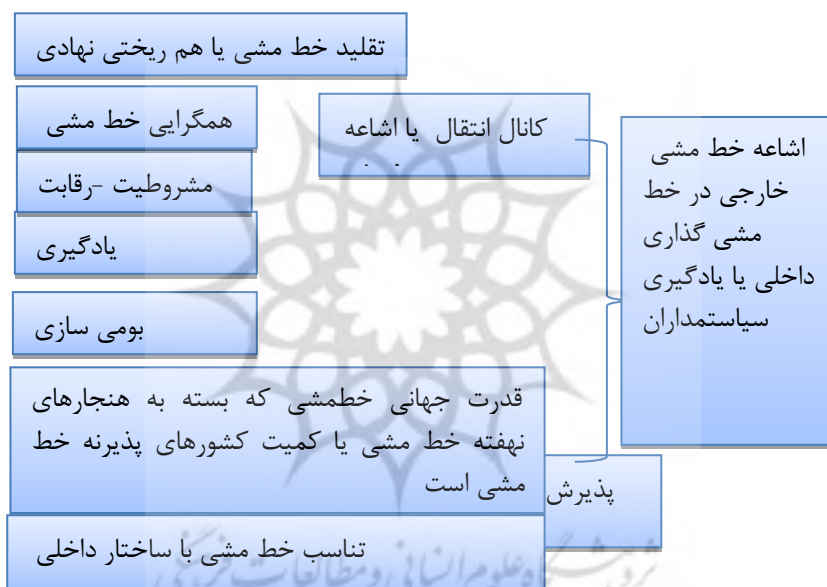 اشاعه خط مشی
خارجی در خط
مشی گذاری
داخلی یا یادگیری
سیاستمداران
کانال انتقال یا اشاعه
تقلید خط مشی یا هم ریختی نهادی
همگرایی خط مشی
مشروطیت -رقابت
یادگیری
بومی سازی
پذیرش
قدرت جهانی خطمشی که بسته به هنجارهای
نهفته خط مشی یا کمیت کشورهای پذیرنه خط
مشی است
تناسب خط مشی با ساختار داخلی